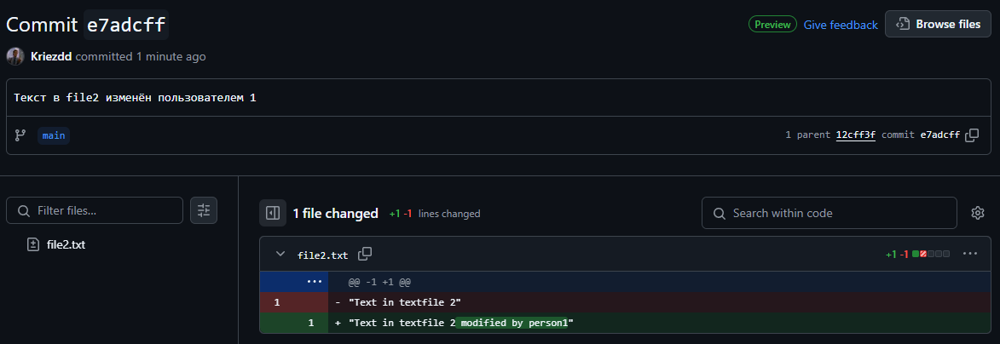 Commit e7adcff
Preview Give feedback Browse files
Kriezdd committed 1 minute ago
Текст в file2 изменён пользователем 1
main
1 parent 12cff3f commit e7adcff
Filter files...
file2.txt
1 file changed +1 -1 lines changed
Search within code
file2.txt
+1 -1
@@ -1 +1 @@
1 - "Text in textfile 2"
1 + "Text in textfile 2 modified by person1"